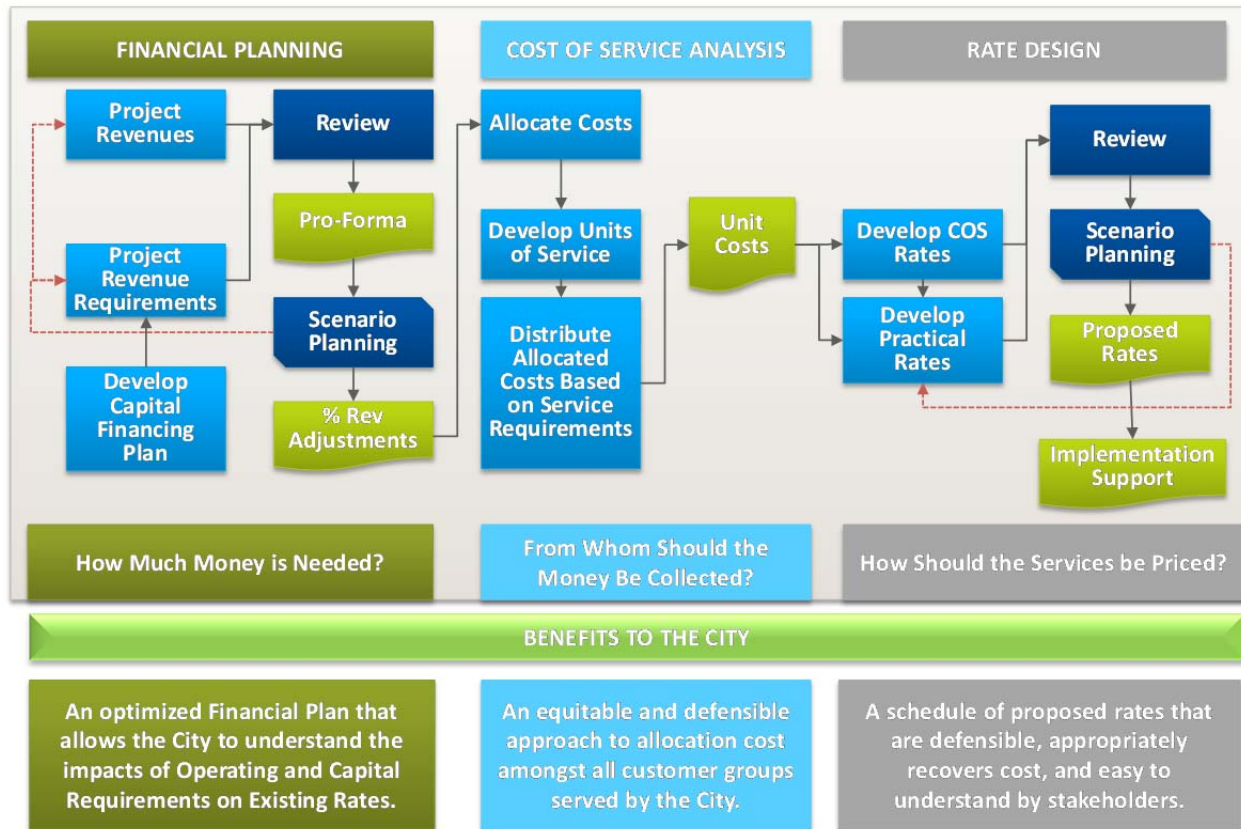 FINANCIAL PLANNING
COST OF SERVICE ANALYSIS
RATE DESIGN
Project
Revenues
Review
Pro-Forma
Project
Revenue
Requirements
Scenario
Planning
Develop
Capital
Financing
Plan
% Rev
Adjustments
Allocate Costs
Develop Units
of Service
Distribute
Allocated
Costs Based
on Service
Requirements
Unit
Costs
Develop COS
Rates
Develop
Practical
Rates
Review
Scenario
Planning
Proposed
Rates
Implementation
Support
How Much Money is Needed?
From Whom Should the
Money Be Collected?
How Should the Services be Priced?
BENEFITS TO THE CITY
An optimized Financial Plan that
allows the City to understand the
impacts of Operating and Capital
Requirements on Existing Rates.
An equitable and defensible
approach to allocation cost
amongst all customer groups
served by the City.
A schedule of proposed rates that
are defensible, appropriately
recovers cost, and easy to
understand by stakeholders.